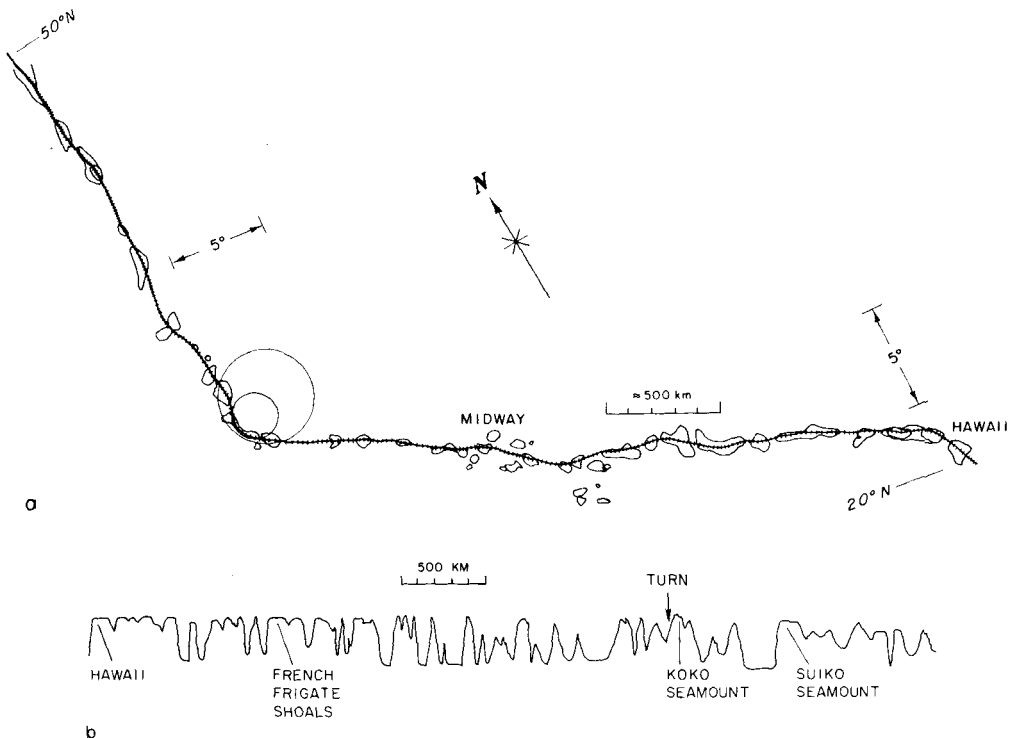 50°N
N
5°
5°
≈500 km
MIDWAY
HAWAII
20°N
a
500 KM
TURN
HAWAII
FRENCH
FRIGATE
SHOALS
KOKO
SEAMOUNT
SUIKO
SEAMOUNT
b